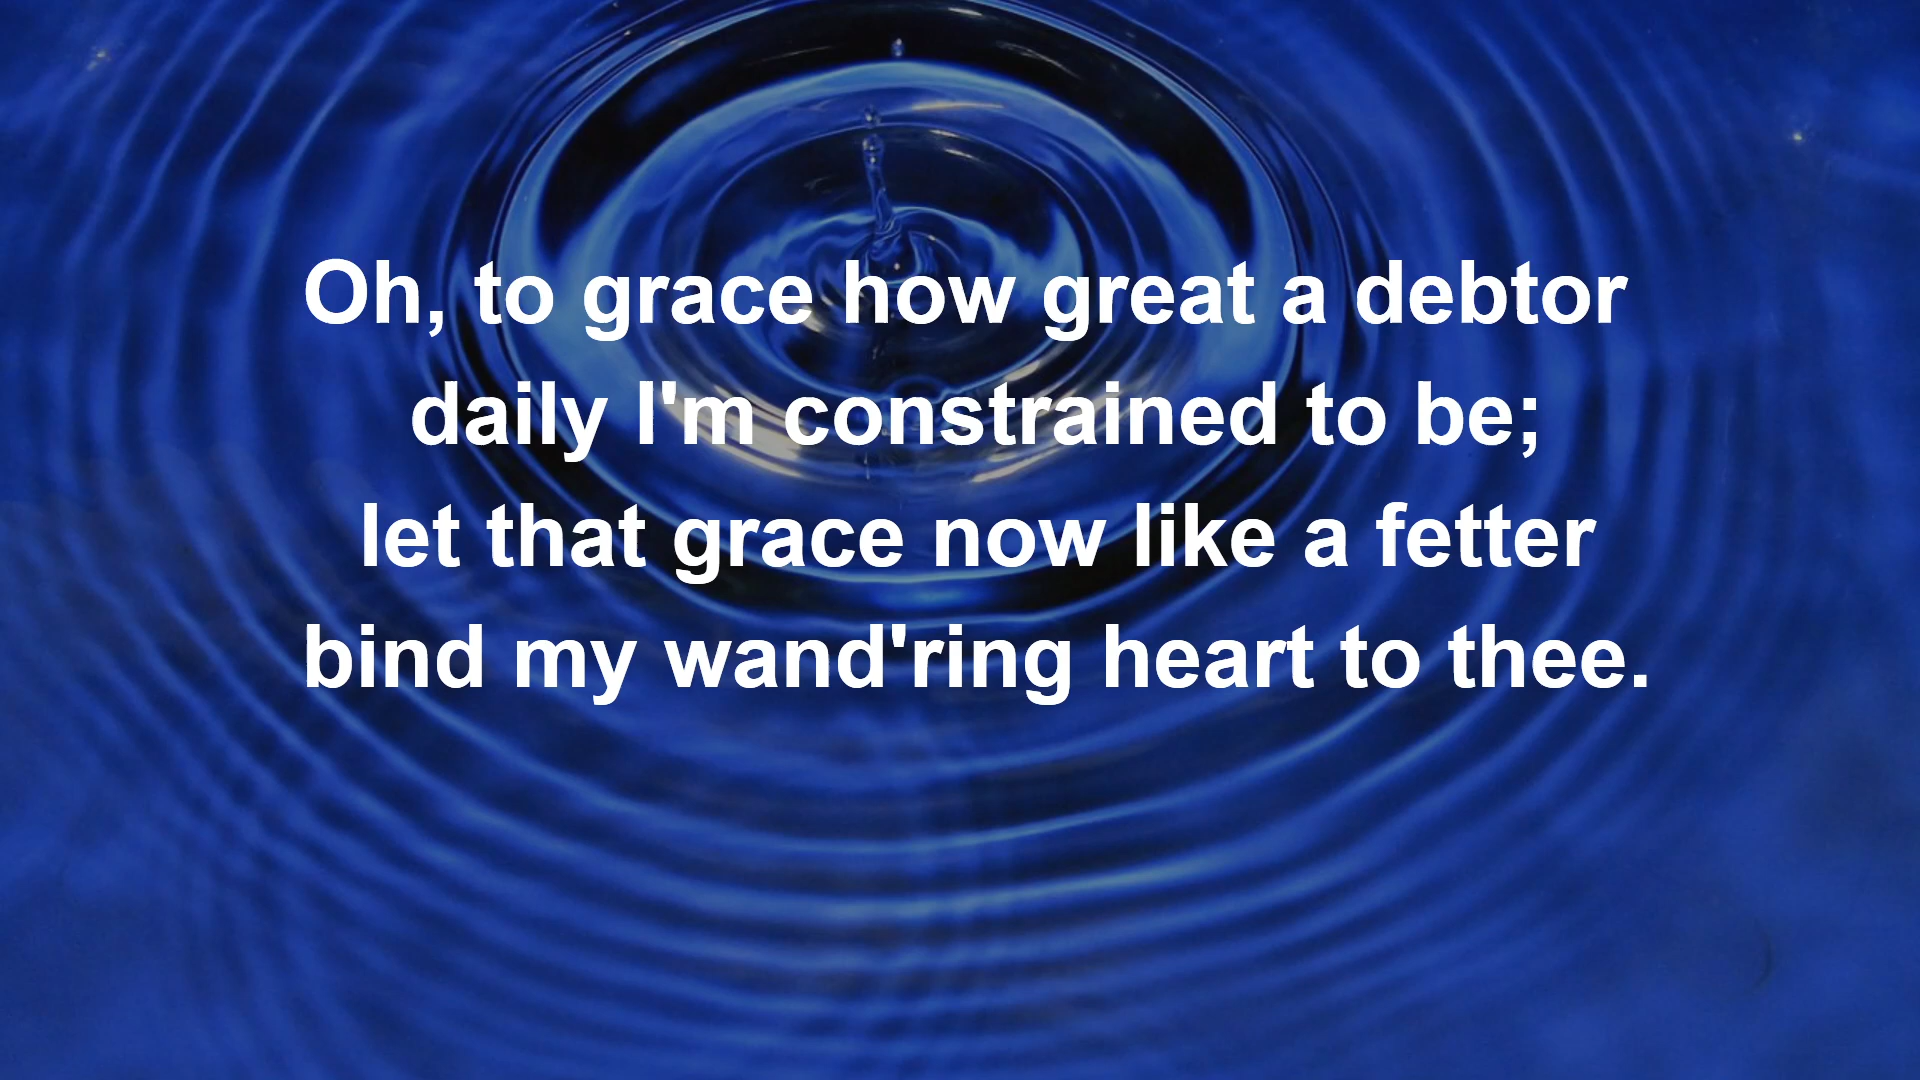 Oh, to grace how great a debtor
daily I'm constrained to be;
let that grace now like a fetter
bind my wand'ring heart to thee.